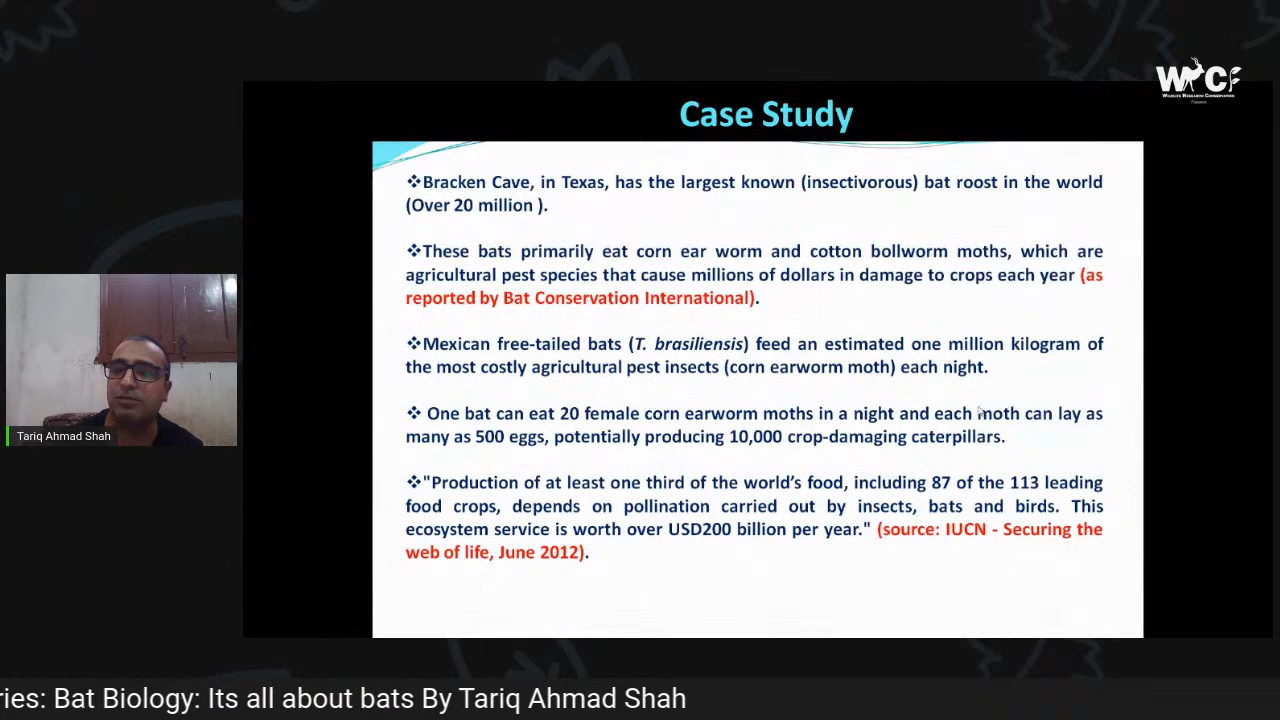 WRCF
WILDLIFE RESEARCH CONSERVATION
Case Study
❖Bracken Cave, in Texas, has the largest known (insectivorous) bat roost in the world
(Over 20 million ).
❖These bats primarily eat corn ear worm and cotton bollworm moths, which are
agricultural pest species that cause millions of dollars in damage to crops each year (as
reported by Bat Conservation International).
❖Mexican free-tailed bats (T. brasiliensis) feed an estimated one million kilogram of
the most costly agricultural pest insects (corn earworm moth) each night.
❖ One bat can eat 20 female corn earworm moths in a night and each moth can lay as
many as 500 eggs, potentially producing 10,000 crop-damaging caterpillars.
❖"Production of at least one third of the world's food, including 87 of the 113 leading
food crops, depends on pollination carried out by insects, bats and birds. This
ecosystem service is worth over USD200 billion per year." (source: IUCN - Securing the
web of life, June 2012).
Tariq Ahmad Shah
ries: Bat Biology: Its all about bats By Tariq Ahmad Shah